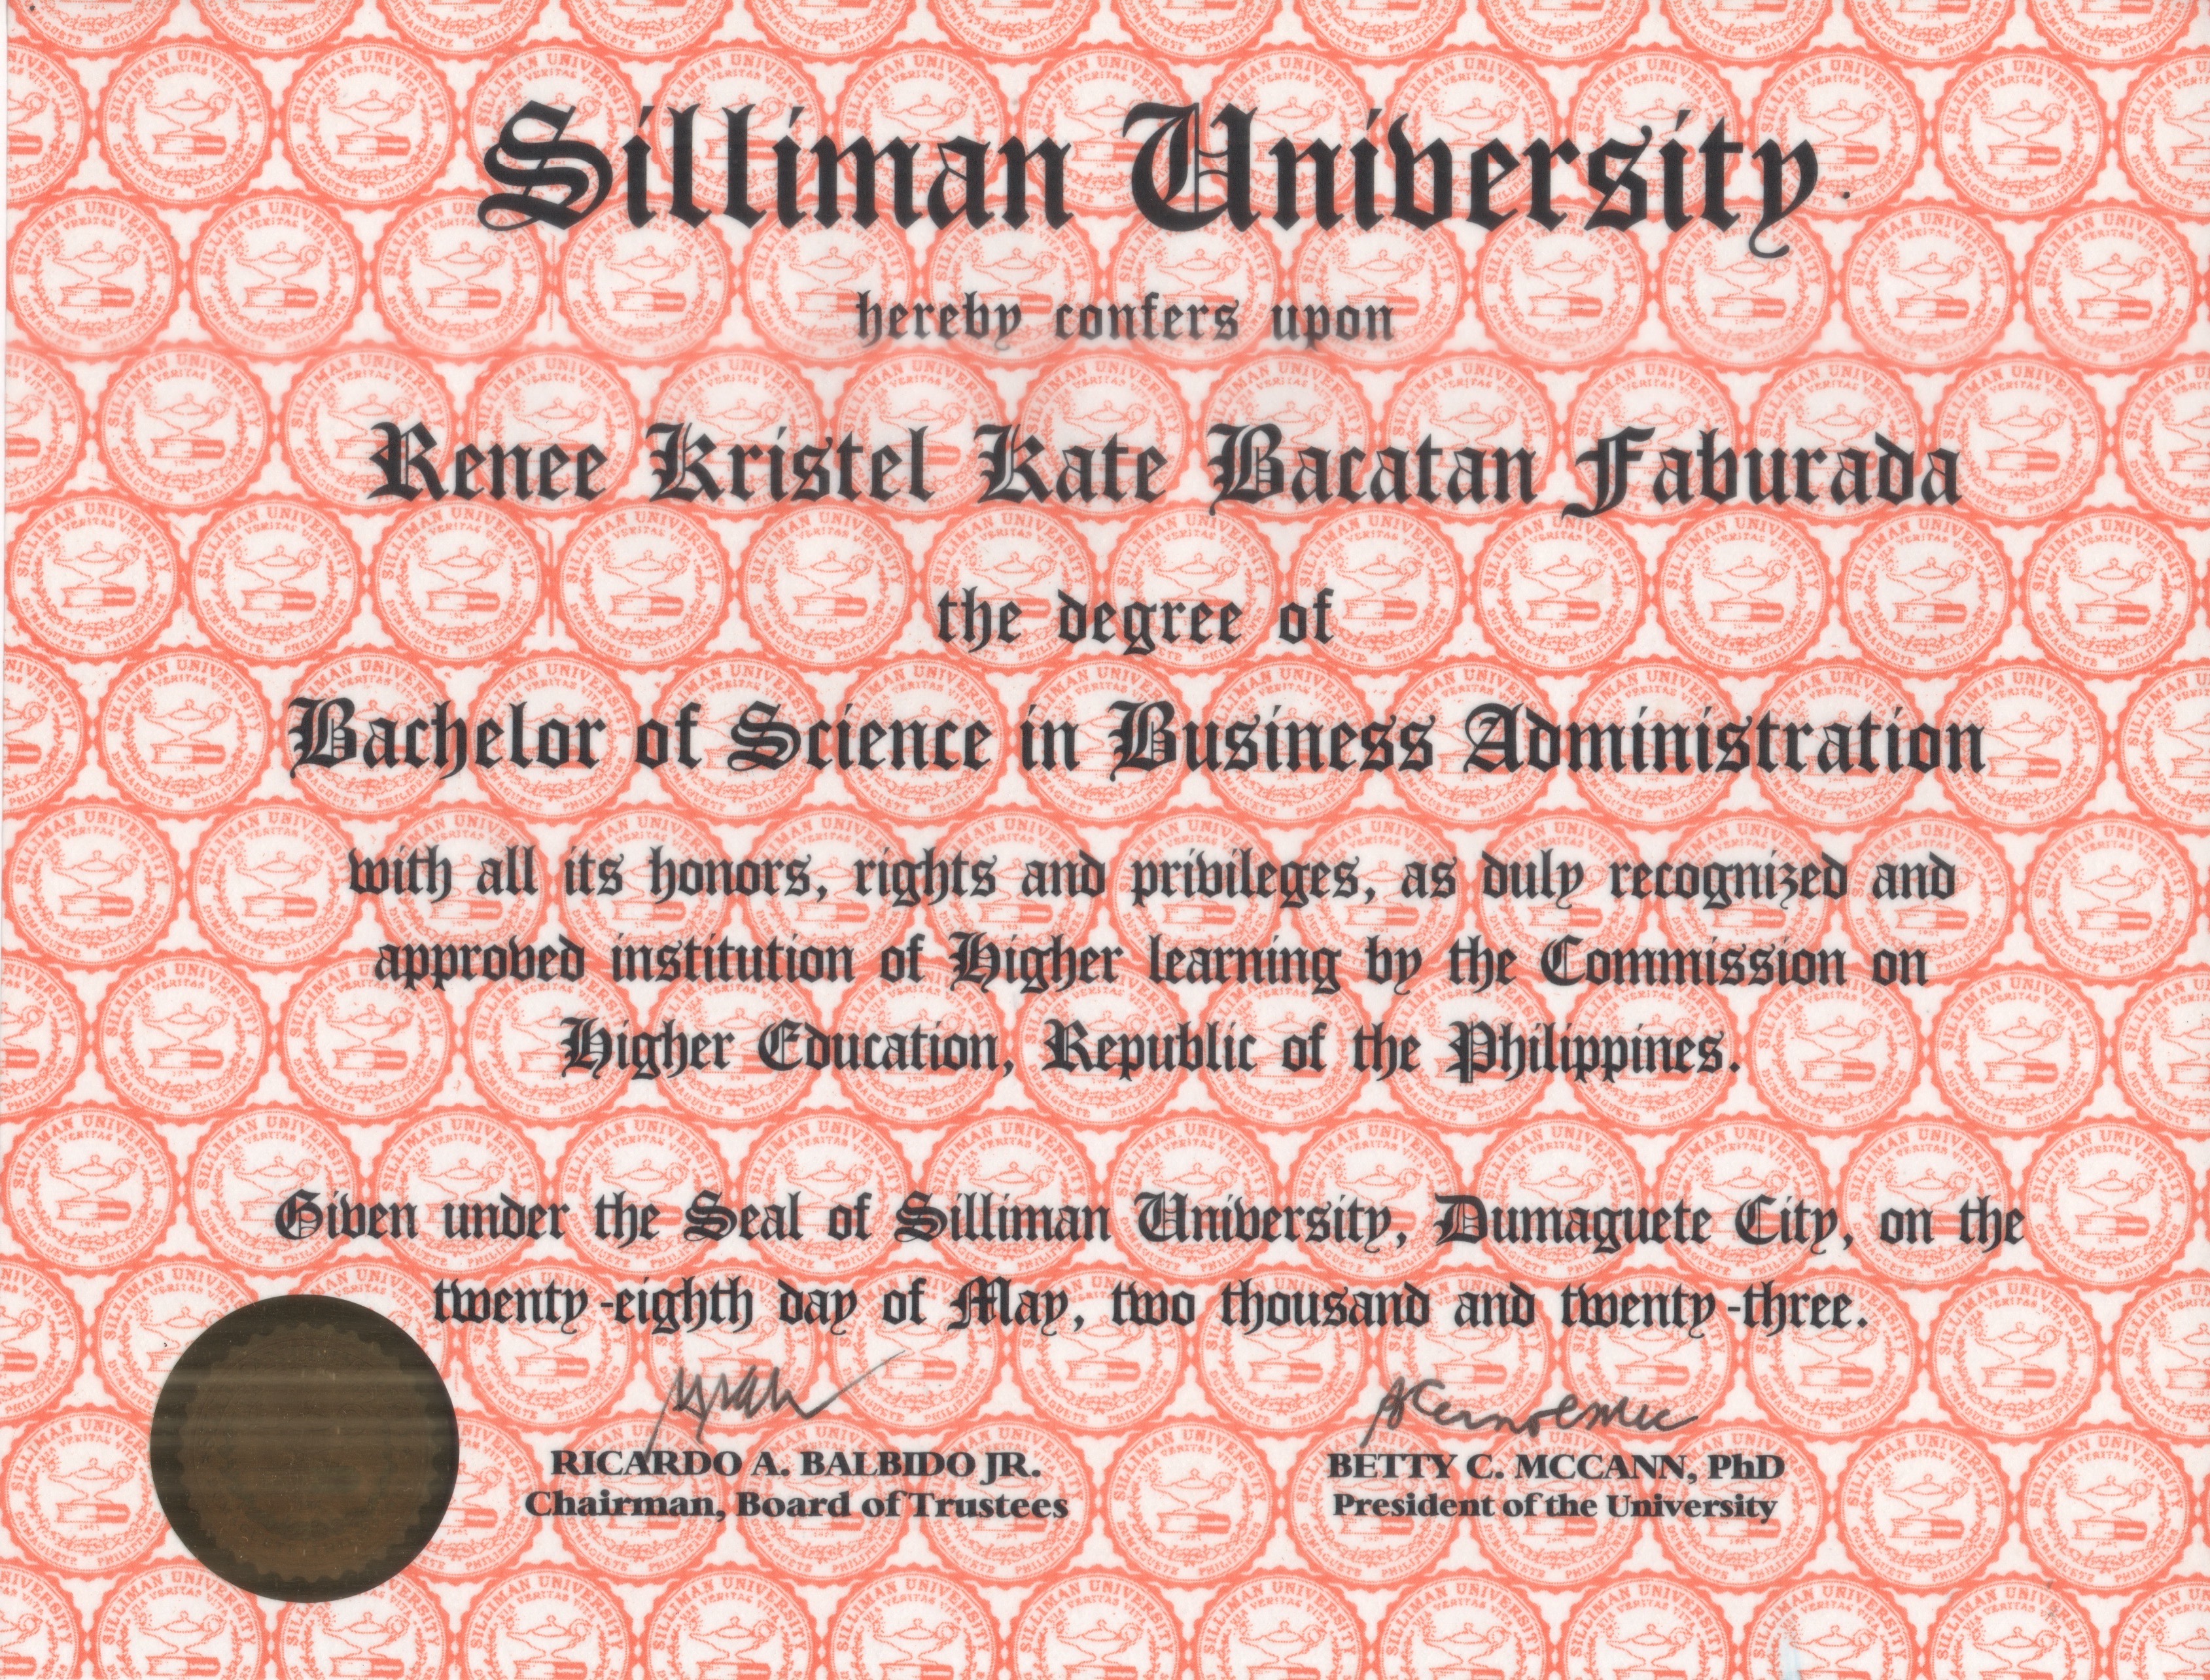 Silliman University
hereby confers upon
Renee Kristel Kate Bacatan Faburada
the degree of
Bachelor of Science in Business Administration
with all its honors, rights and privileges, as duly recognized and
approved institution of Higher learning by the Commission on
Higher Education, Republic of the Philippines.
Given under the Seal of Silliman University, Dumaguete City, on the
twenty-eighth day of May, two thousand and twenty-three.
RICARDO A. BALBIDO JR.
Chairman, Board of Trustees
BETTY C. MCCANN, PhD
President of the University